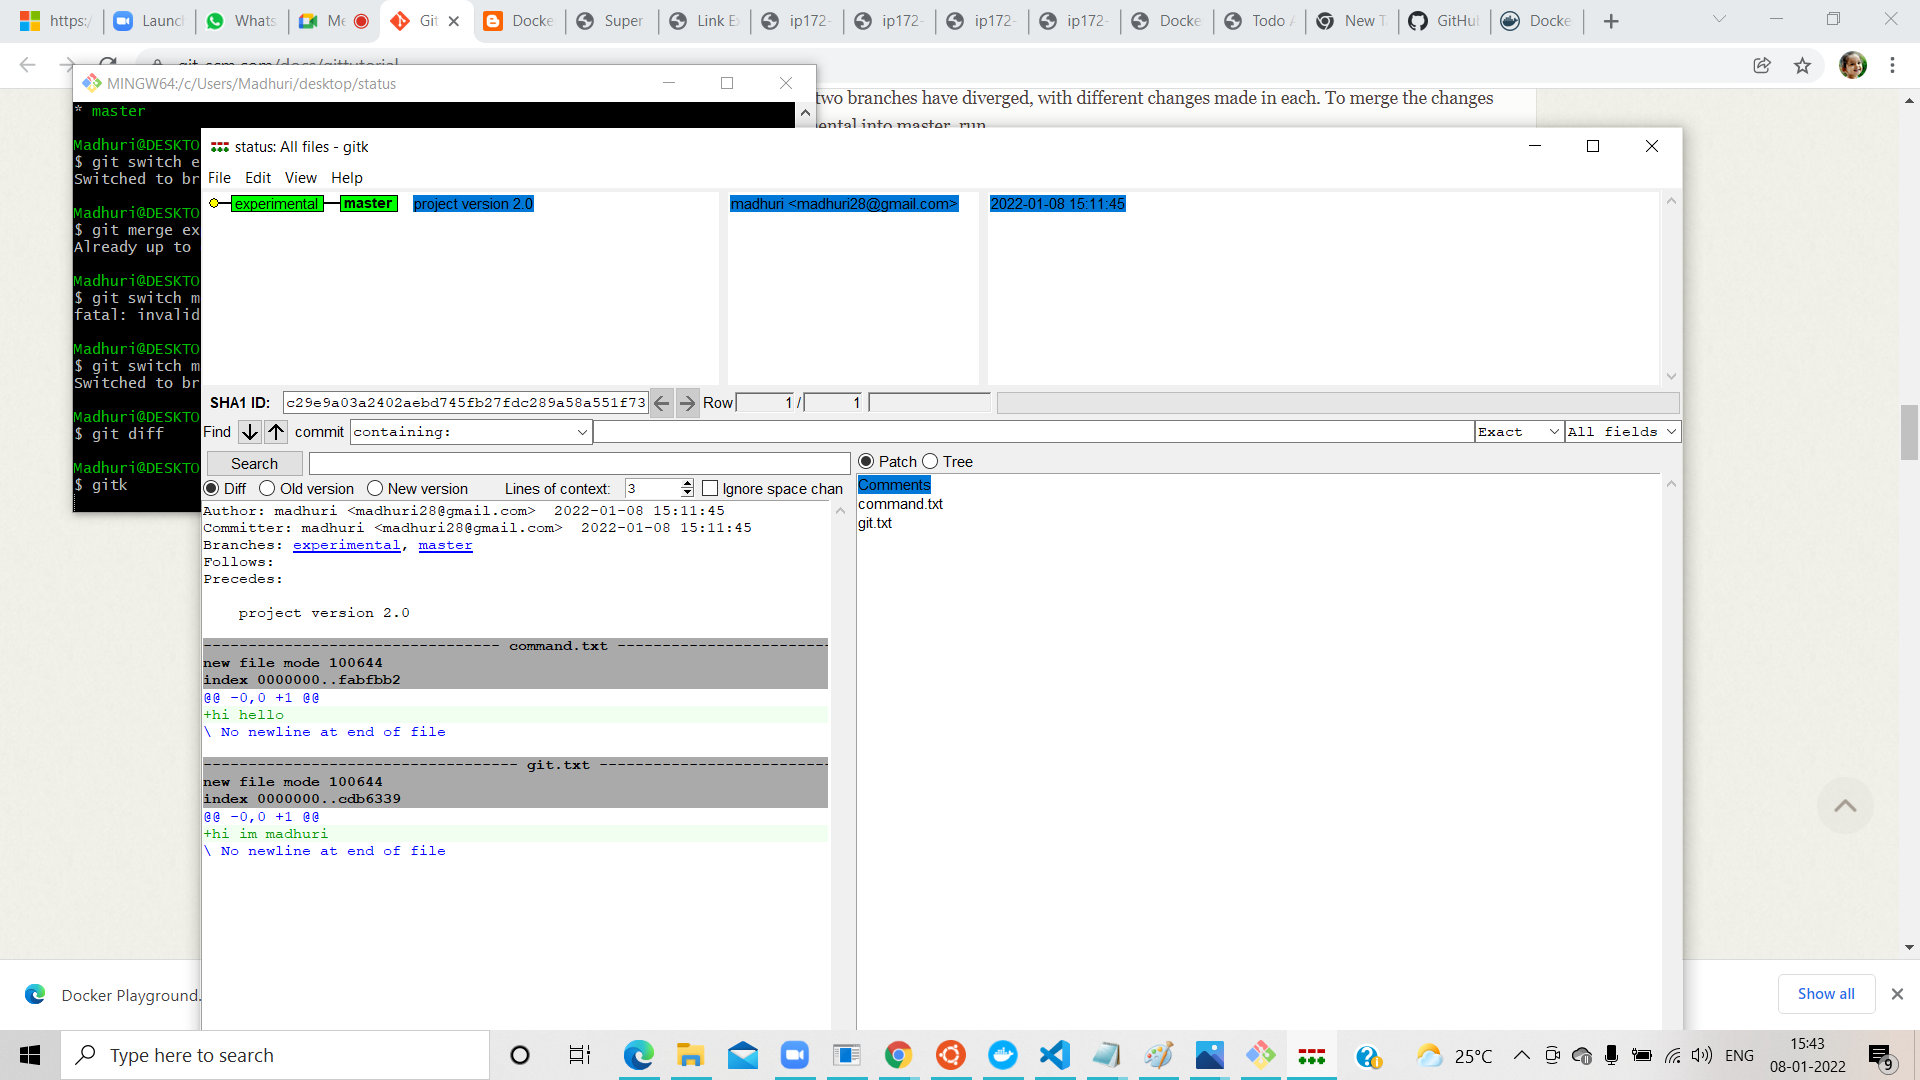 https:/
Launch
Whats
Me
Git
Docke
Super
Link E
ip172-
ip172-
ip172-
ip172-
Docke
Todo A
New T
GitHu
Docke
git-scm.com/docs/gittutorial
MINGW64:/c/Users/Madhuri/desktop/status
two branches have diverged, with different changes made in each. To merge the changes
mental into master, run
* master
Madhuri@DESKTO
$ git switch e
Switched to br
Madhuri@DESKTO
$ git merge ex
Already up to
Madhuri@DESKTO
$ git switch m
fatal: invalid
Madhuri@DESKTO
$ git switch m
Switched to br
Madhuri@DESKTO
$ git diff
Madhuri@DESKTO
$ gitk
status: All files - gitk
File Edit View Help
experimental master project version 2.0 madhuri <madhuri28@gmail.com> 2022-01-08 15:11:45
SHA1 ID: c29e9a03a2402aebd745fb27fdc289a58a551f73 Row 1 / 1
Find commit containing: Exact All fields
Search
Patch Tree
Diff Old version New version Lines of context: 3 Ignore space chan
Comments
command.txt
git.txt
Author: madhuri <madhuri28@gmail.com> 2022-01-08 15:11:45
Committer: madhuri <madhuri28@gmail.com> 2022-01-08 15:11:45
Branches: experimental, master
Follows:
Precedes:
project version 2.0
--------------------------------- command.txt ------------------------
new file mode 100644
index 0000000..fabfbb2
@@ -0,0 +1 @@
+hi hello
\ No newline at end of file
----------------------------------- git.txt --------------------------
new file mode 100644
index 0000000..cdb6339
@@ -0,0 +1 @@
+hi im madhuri
\ No newline at end of file
Docker Playground.
Show all
Type here to search
25°C
ENG
15:43
08-01-2022
9